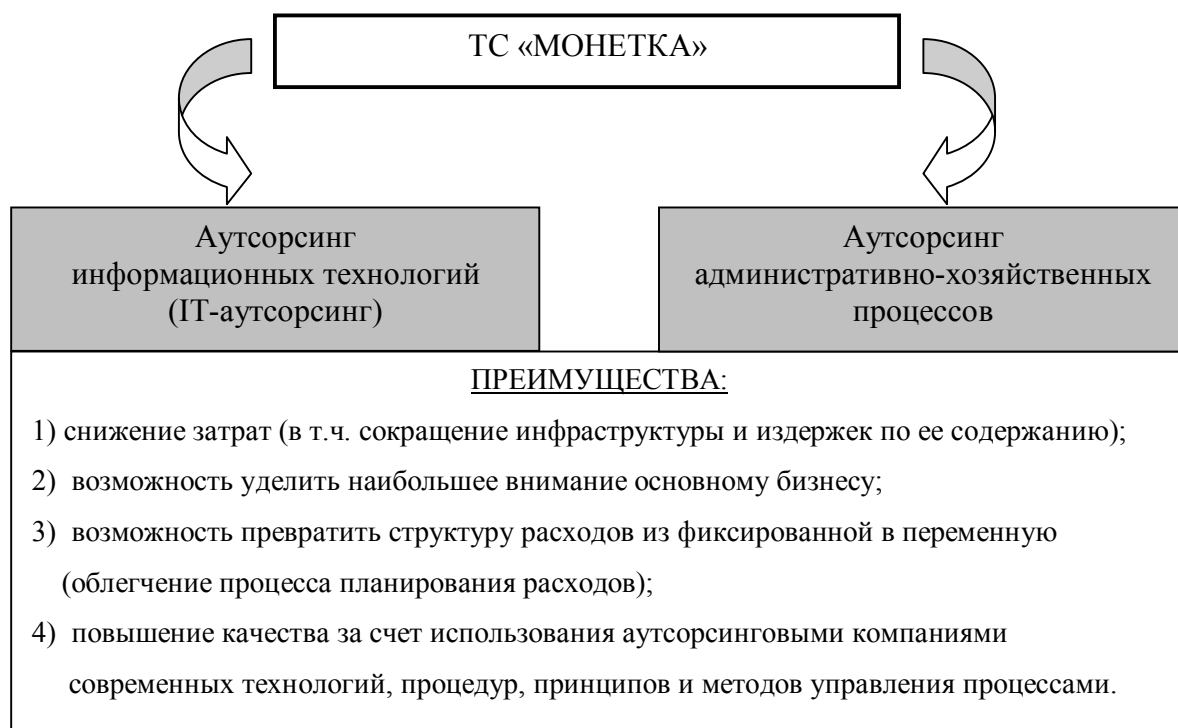 ТС «МОНЕТКА»
Аутсорсинг
информационных технологий
(IT-аутсорсинг)
Аутсорсинг
административно-хозяйственных
процессов
ПРЕИМУЩЕСТВА:
1) снижение затрат (в т.ч. сокращение инфраструктуры и издержек по ее содержанию);
2) возможность уделить наибольшее внимание основному бизнесу;
3) возможность превратить структуру расходов из фиксированной в переменную
(облегчение процесса планирования расходов);
4) повышение качества за счет использования аутсорсинговыми компаниями
современных технологий, процедур, принципов и методов управления процессами.